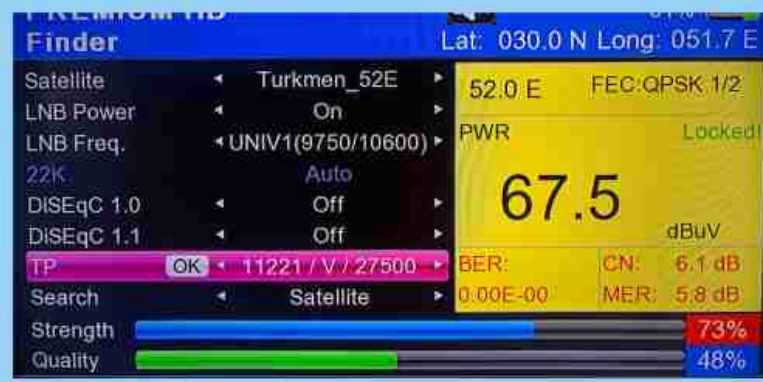 PREMIUM HD
Finder
Lat: 030.0 N Long: 051.7 E
Satellite Turkmen_52E
LNB Power On
LNB Freq. UNIV1(9750/10600)
22K Auto
DiSEqC 1.0 Off
DiSEqC 1.1 Off
TP OK 11221 / V / 27500
Search Satellite
52.0 E FEC:QPSK 1/2
PWR Locked!
67.5
dBuV
BER: CN: 6.1 dB
0.00E-00 MER: 5.8 dB
Strength 73%
Quality 48%